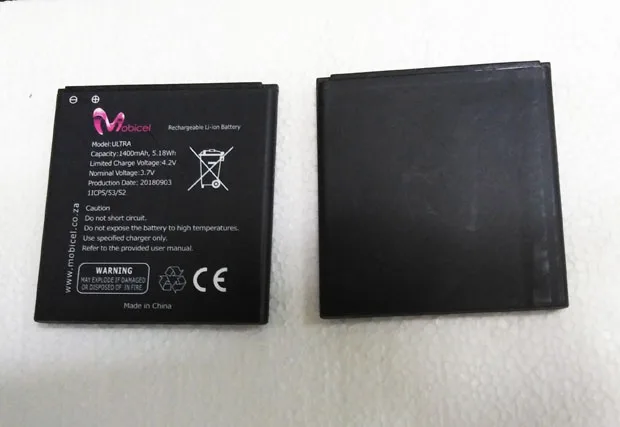 ⊖ ⊕
Mobicel
Rechargeable Li-ion Battery
Model:ULTRA
Capacity:1400mAh, 5.18Wh
Limited Charge Voltage:4.2V
Nominal Voltage:3.7V
Production Date: 20180903
1ICP5/53/52
Caution
Do not short circuit.
Do not expose the battery to high temperatures.
Use specified charger only.
Refer to the provided user manual.
www.mobicel.co.za
WARNING
MAY EXPLODE IF DAMAGED
OR DISPOSED OF IN FIRE
CE
Made in China